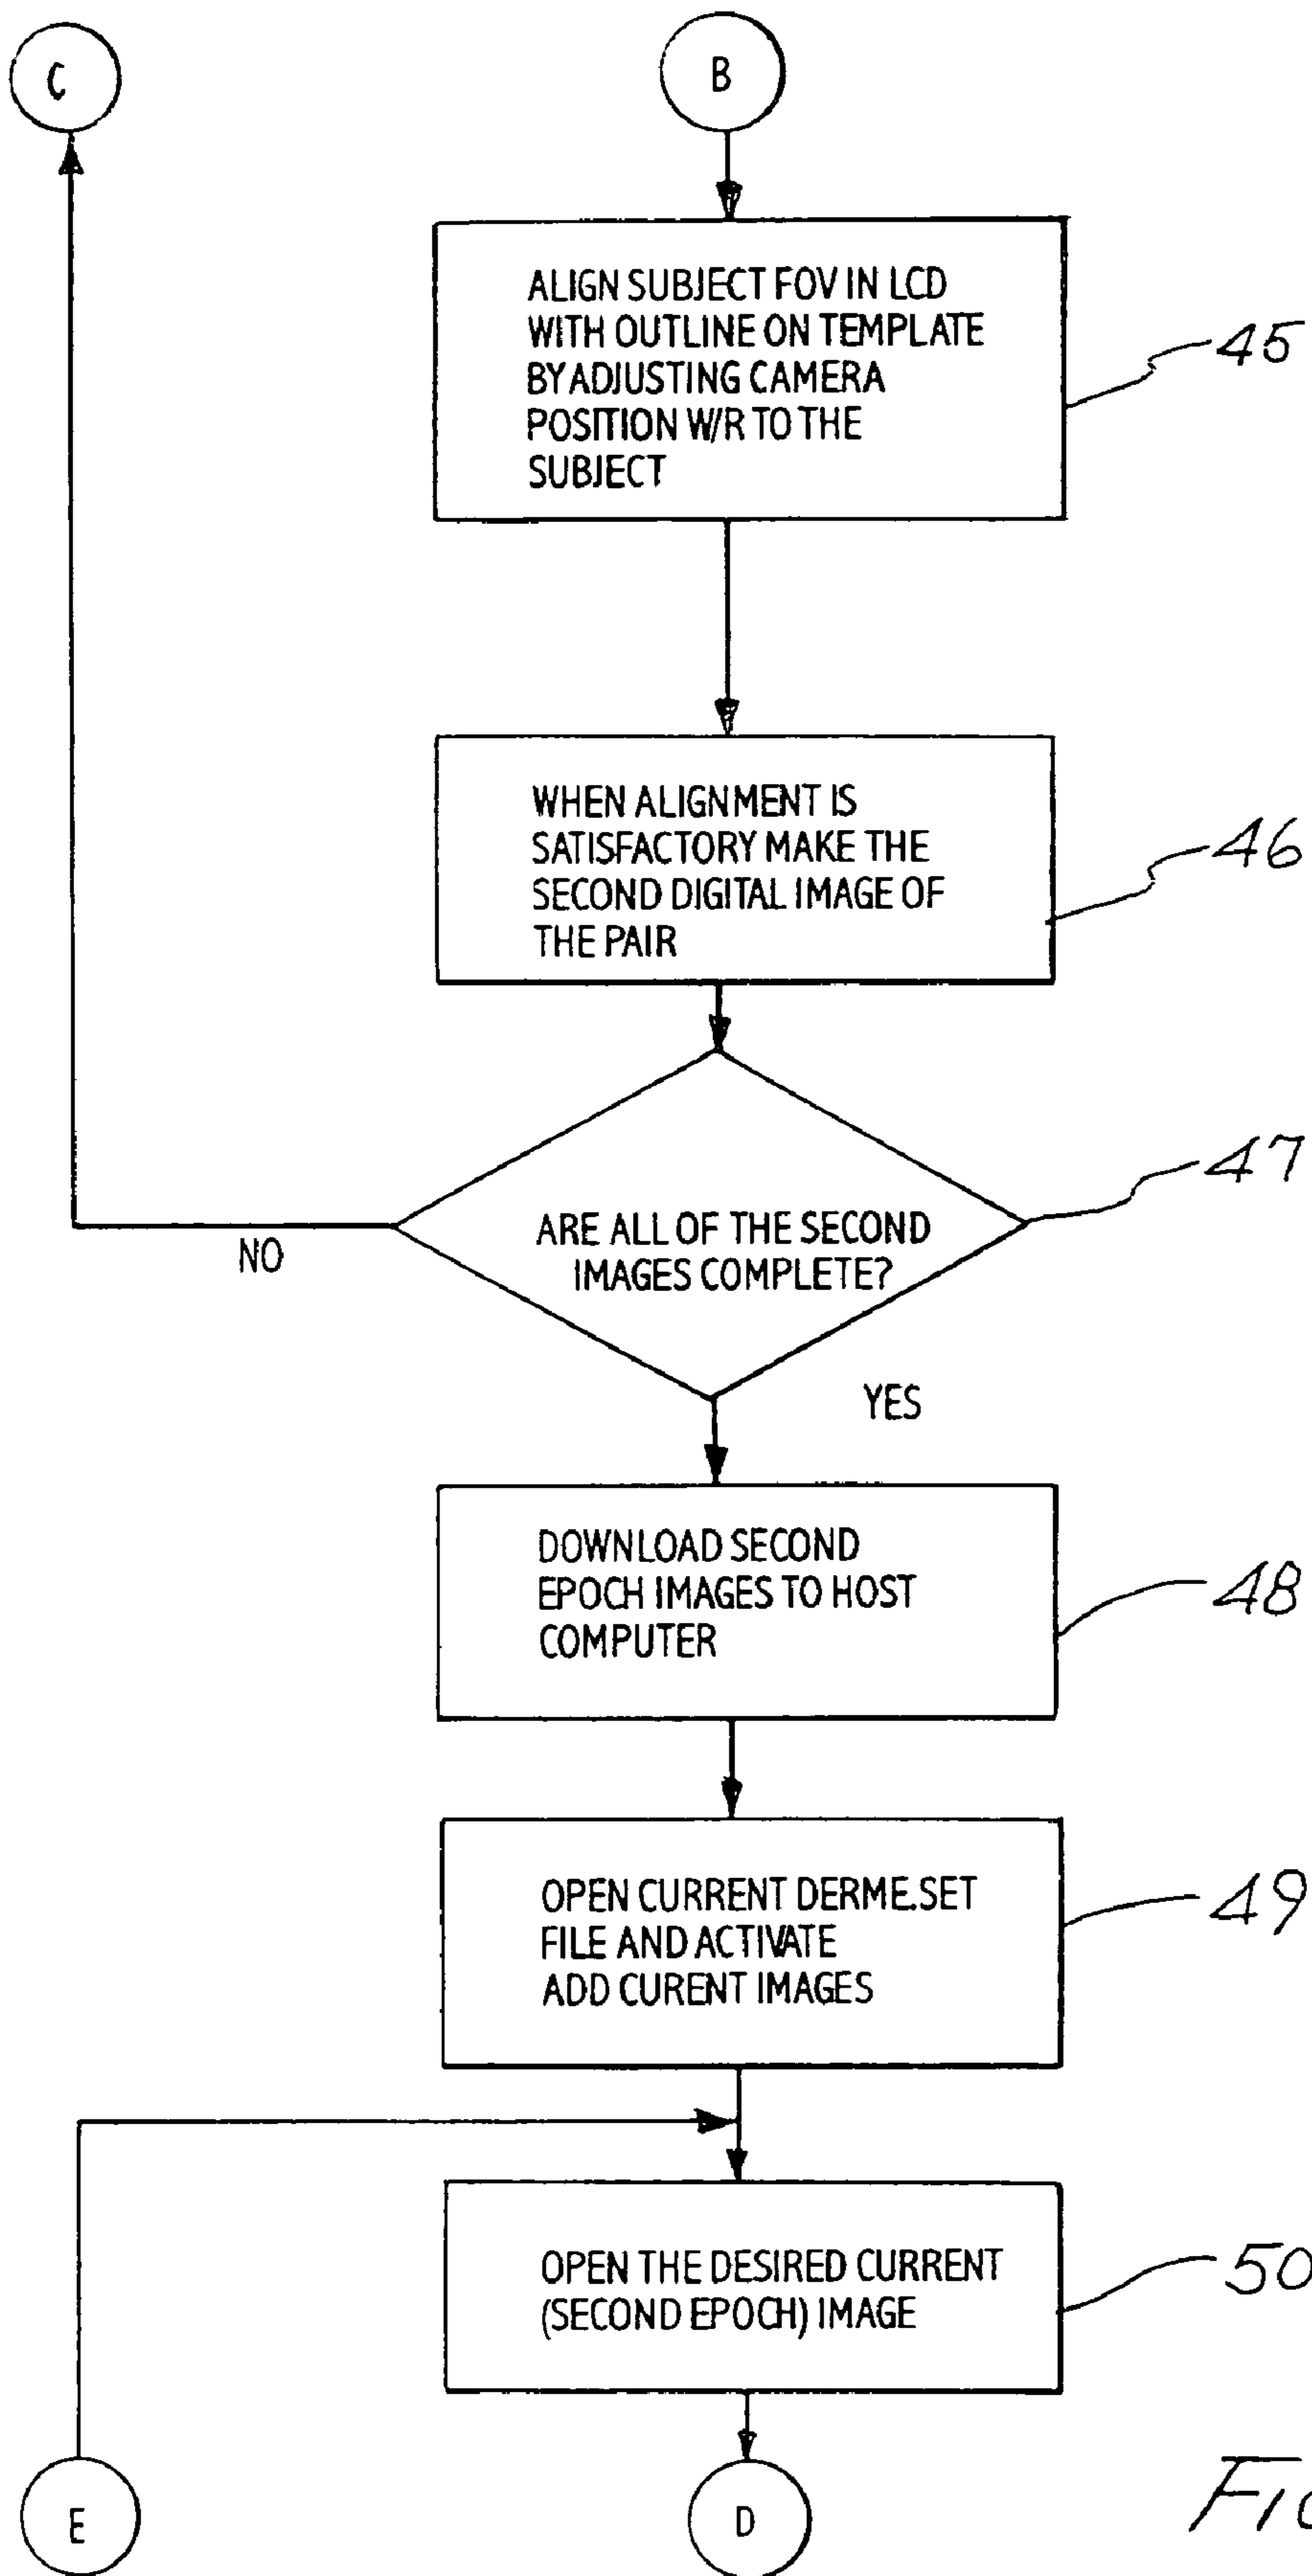 C
B
ALIGN SUBJECT FOV IN LCD
WITH OUTLINE ON TEMPLATE
BY ADJUSTING CAMERA
POSITION W/R TO THE
SUBJECT
45
WHEN ALIGNMENT IS
SATISFACTORY MAKE THE
SECOND DIGITAL IMAGE OF
THE PAIR
46
47
ARE ALL OF THE SECOND
IMAGES COMPLETE?
NO
YES
DOWNLOAD SECOND
EPOCH IMAGES TO HOST
COMPUTER
48
OPEN CURRENT DERME.SET
FILE AND ACTIVATE
ADD CURENT IMAGES
49
OPEN THE DESIRED CURRENT
(SECOND EPOCH) IMAGE
50
E
D